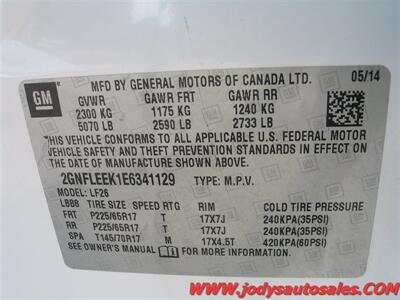 GM
MFD BY GENERAL MOTORS OF CANADA LTD. 05/14
GVWR GAWR FRT GAWR RR
2300 KG 1175 KG 1240 KG
5070 LB 2590 LB 2733 LB
THIS VEHICLE CONFORMS TO ALL APPLICABLE U.S. FEDERAL MOTOR
VEHICLE SAFETY AND THEFT PREVENTION STANDARDS IN EFFECT
ON THE DATE OF MANUFACTURE SHOWN ABOVE.
2GNFLEEK1E6341129 TYPE: M.P.V.
MODEL: LF26
LBB8 TIRE SIZE SPEED RTG RIM COLD TIRE PRESSURE
FRT P225/65R17 17X7J 240KPA(35PSI)
RR P225/65R17 17X7J 240KPA(35PSI)
SPA T145/70R17 M 17X4.5T 420KPA(60PSI)
SEE OWNER'S MANUAL FOR MORE INFORMATION.
www.jodysautosales.com